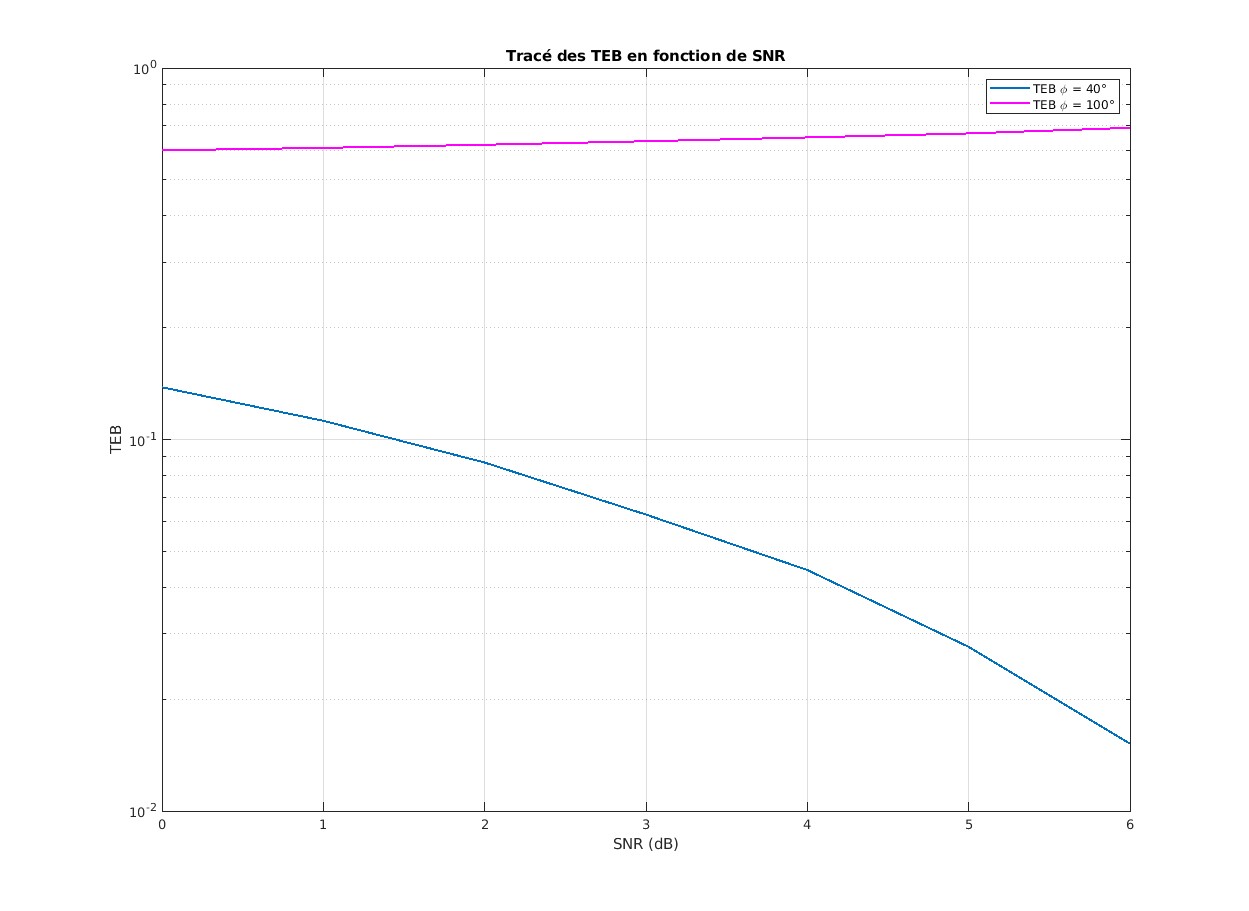 Tracé des TEB en fonction de SNR
TEB ϕ = 40°
TEB ϕ = 100°
10^0
10^-1
10^-2
TEB
0 1 2 3 4 5 6
SNR (dB)